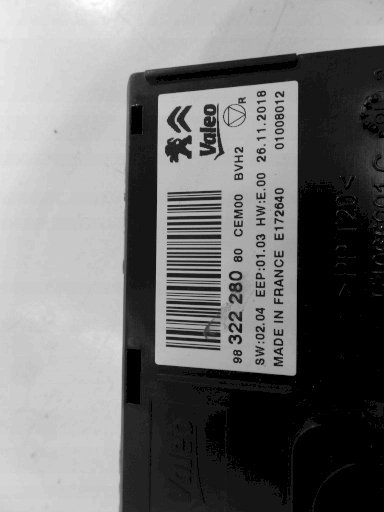 Valeo R
98 322 280 80 CEM00 BVH2
SW:02.04 EEP:01.03 HW:E.00 26.11.2018
MADE IN FRANCE E172640 01008012
Valeo